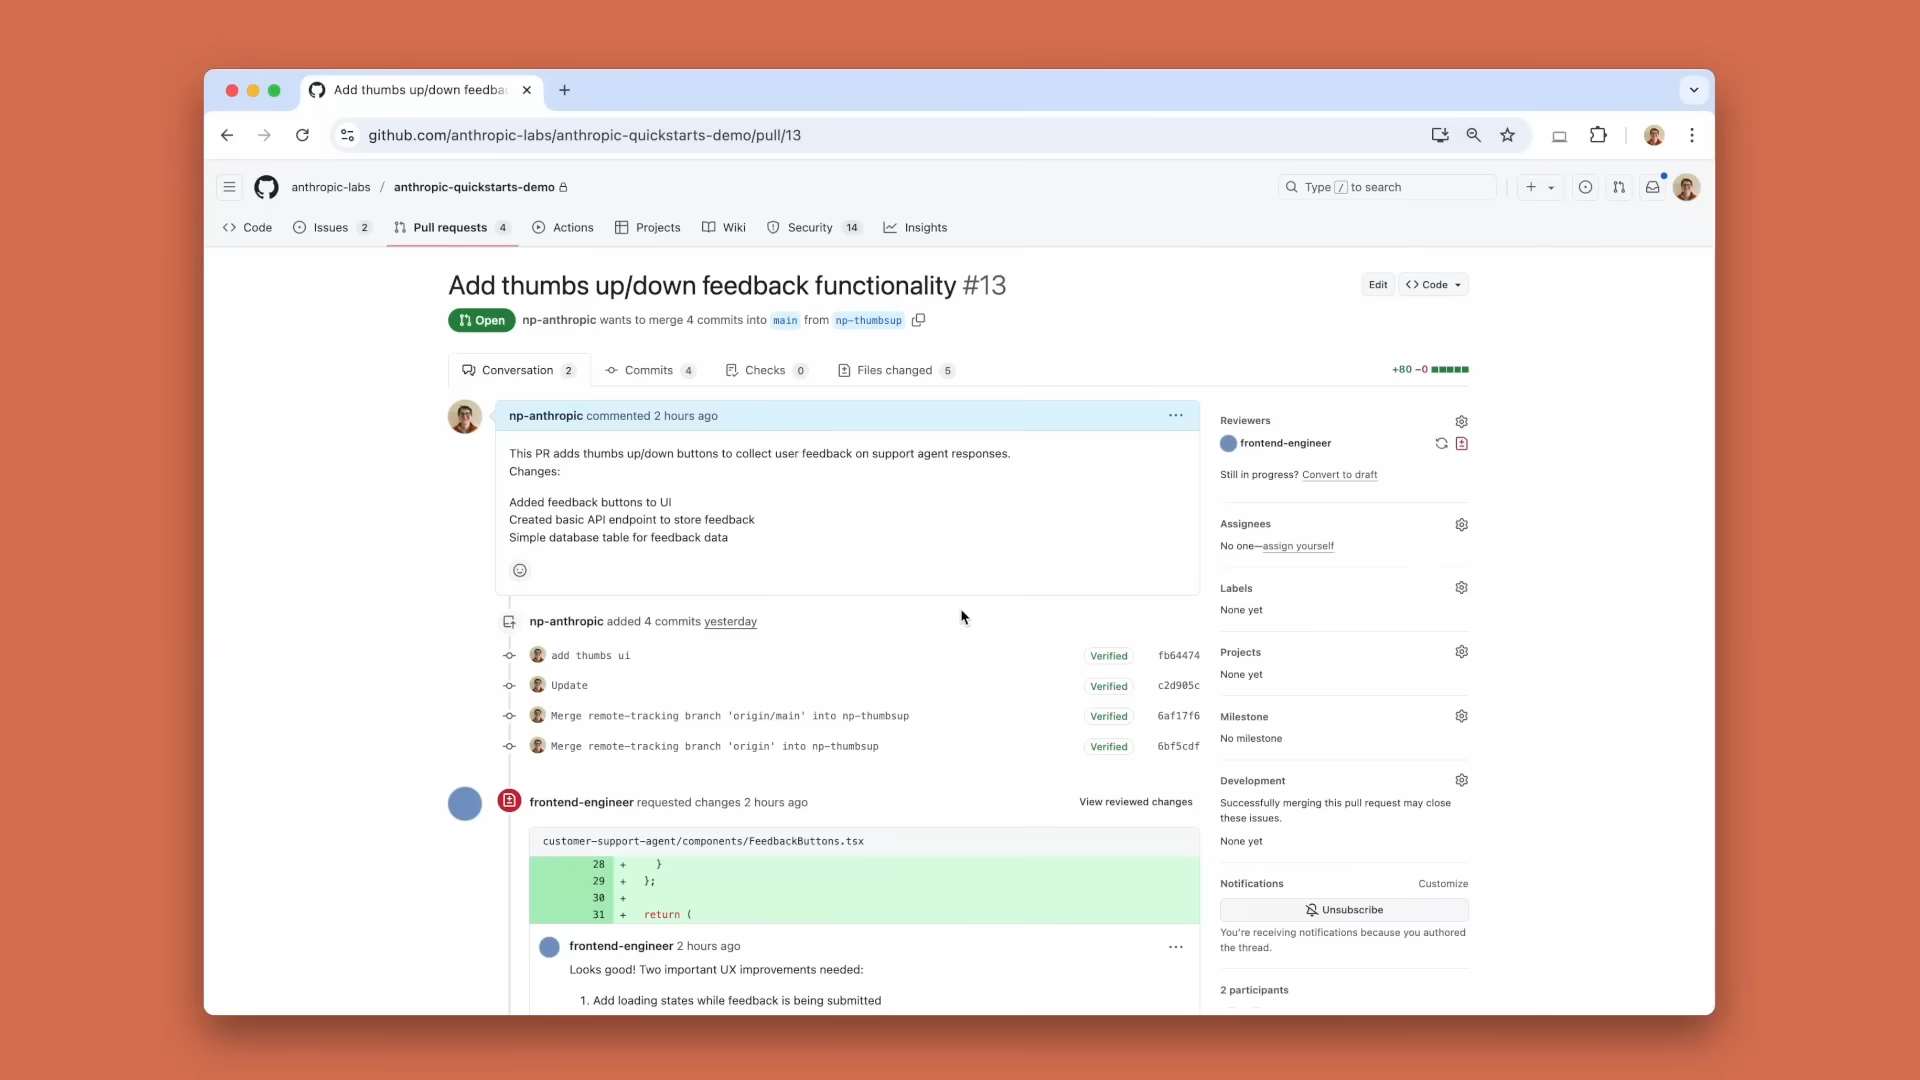 Add thumbs up/down feedba
github.com/anthropic-labs/anthropic-quickstarts-demo/pull/13
anthropic-labs / anthropic-quickstarts-demo
Type / to search
Code
Issues 2
Pull requests 4
Actions
Projects
Wiki
Security 14
Insights
Add thumbs up/down feedback functionality #13
Edit
<> Code
Open
np-anthropic wants to merge 4 commits into main from np-thumbsup
Conversation 2
Commits 4
Checks 0
Files changed 5
+80 −0
np-anthropic commented 2 hours ago
This PR adds thumbs up/down buttons to collect user feedback on support agent responses.
Changes:
Added feedback buttons to UI
Created basic API endpoint to store feedback
Simple database table for feedback data
np-anthropic added 4 commits yesterday
add thumbs ui Verified fb64474
Update Verified c2d905c
Merge remote-tracking branch 'origin/main' into np-thumbsup Verified 6af17f6
Merge remote-tracking branch 'origin' into np-thumbsup Verified 6bf5cdf
frontend-engineer requested changes 2 hours ago
View reviewed changes
customer-support-agent/components/FeedbackButtons.tsx
28 + }
29 + };
30 +
31 + return (
frontend-engineer 2 hours ago
Looks good! Two important UX improvements needed:
1. Add loading states while feedback is being submitted
Reviewers
frontend-engineer
Still in progress? Convert to draft
Assignees
No one—assign yourself
Labels
None yet
Projects
None yet
Milestone
No milestone
Development
Successfully merging this pull request may close
these issues.
None yet
Notifications
Customize
Unsubscribe
You're receiving notifications because you authored
the thread.
2 participants